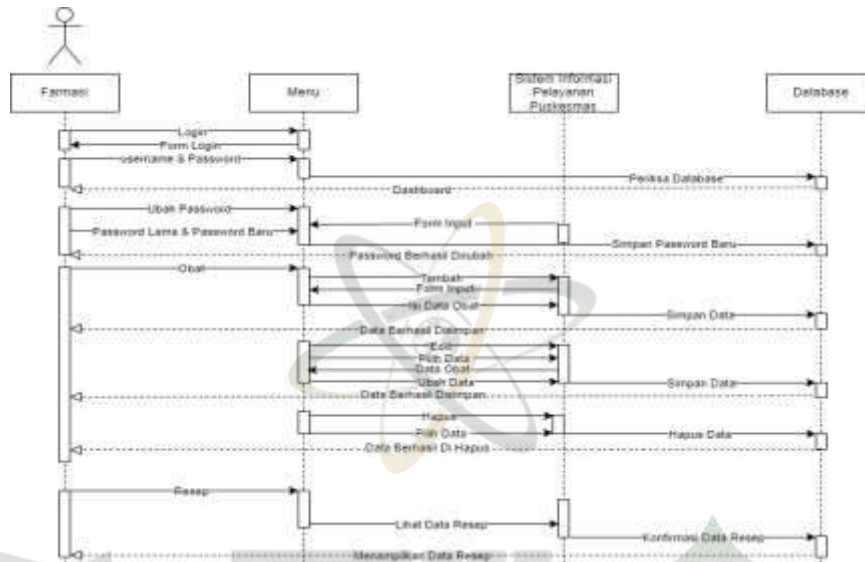 Farmasi
Menu
Sistem Informasi
Pelayanan
Puskesmas
Database
Login
Form Login
Username & Password
Periksa Database
Dashboard
Ubah Password
Form Input
Password Lama & Password Baru
Simpan Password Baru
Password Berhasil Dirubah
Obat
Tambah
Form Input
Isi Data Obat
Simpan Data
Data Berhasil Disimpan
Edit
Pilih Data
Data Obat
Ubah Data
Simpan Data
Data Berhasil Disimpan
Hapus
Pilih Data
Hapus Data
Data Berhasil Di Hapus
Resep
Lihat Data Resep
Konfirmasi Data Resep
Menampilkan Data Resep